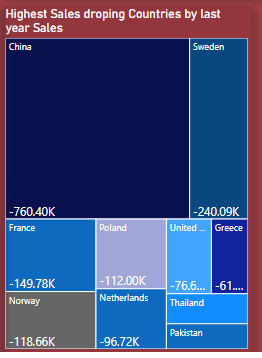 Highest Sales droping Countries by last
year Sales
China
-760.40K
Sweden
-240.09K
France
-149.78K
Poland
-112.00K
United ...
-76.6...
Greece
-61....
Norway
-118.66K
Netherlands
-96.72K
Thailand
Pakistan